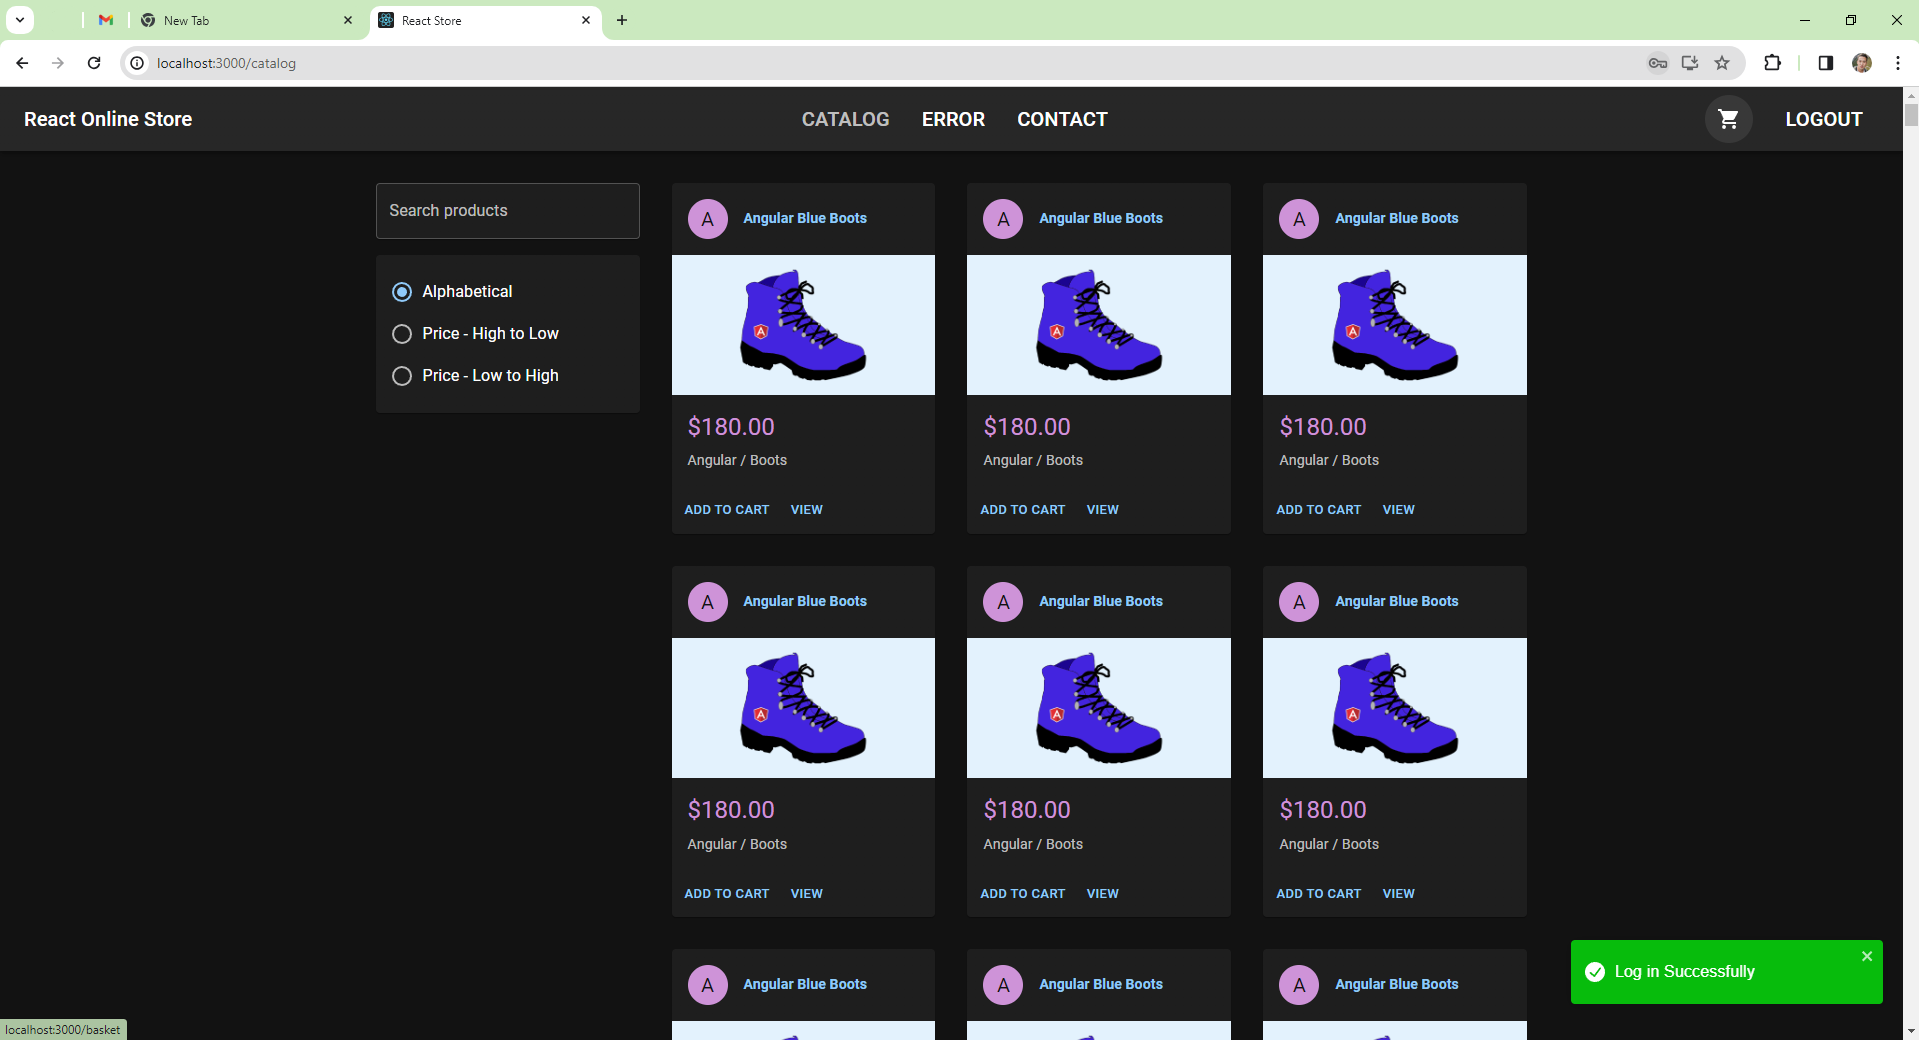 New Tab
React Store
localhost:3000/catalog
React Online Store
CATALOG ERROR CONTACT
LOGOUT
Search products
Alphabetical
Price - High to Low
Price - Low to High
A Angular Blue Boots
A Angular Blue Boots
A Angular Blue Boots
A
A
A
$180.00
$180.00
$180.00
Angular / Boots
Angular / Boots
Angular / Boots
ADD TO CART VIEW
ADD TO CART VIEW
ADD TO CART VIEW
A Angular Blue Boots
A Angular Blue Boots
A Angular Blue Boots
A
A
A
$180.00
$180.00
$180.00
Angular / Boots
Angular / Boots
Angular / Boots
ADD TO CART VIEW
ADD TO CART VIEW
ADD TO CART VIEW
A Angular Blue Boots
A Angular Blue Boots
A Angular Blue Boots
Log in Successfully
localhost:3000/basket